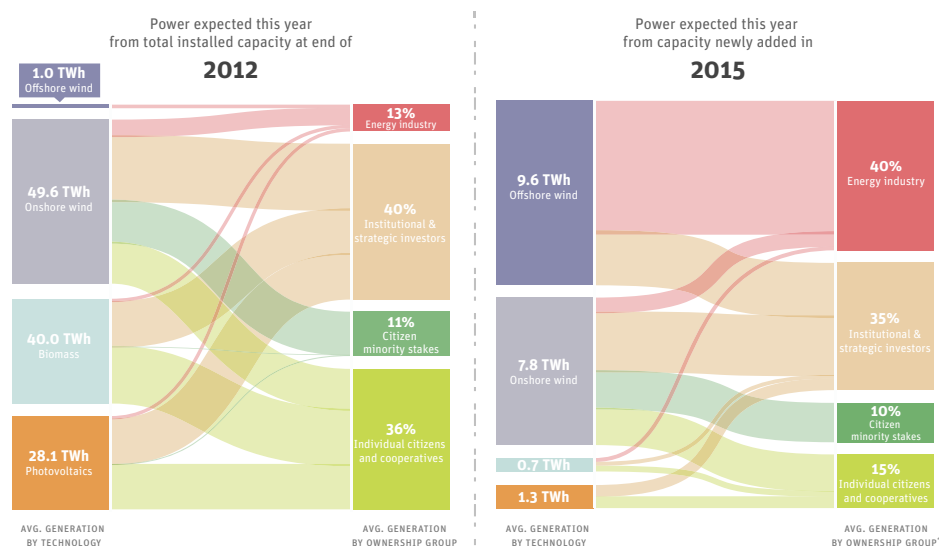 Power expected this year
from total installed capacity at end of
2012
1.0 TWh
Offshore wind
49.6 TWh
Onshore wind
40.0 TWh
Biomass
28.1 TWh
Photovoltaics
AVG. GENERATION
BY TECHNOLOGY
13%
Energy industry
40%
Institutional &
strategic investors
11%
Citizen
minority stakes
36%
Individual citizens
and cooperatives
AVG. GENERATION
BY OWNERSHIP GROUP
Power expected this year
from capacity newly added in
2015
9.6 TWh
Offshore wind
7.8 TWh
Onshore wind
0.7 TWh
1.3 TWh
AVG. GENERATION
BY TECHNOLOGY
40%
Energy industry
35%
Institutional &
strategic investors
10%
Citizen
minority stakes
15%
Individual citizens
and cooperatives
AVG. GENERATION
BY OWNERSHIP GROUP